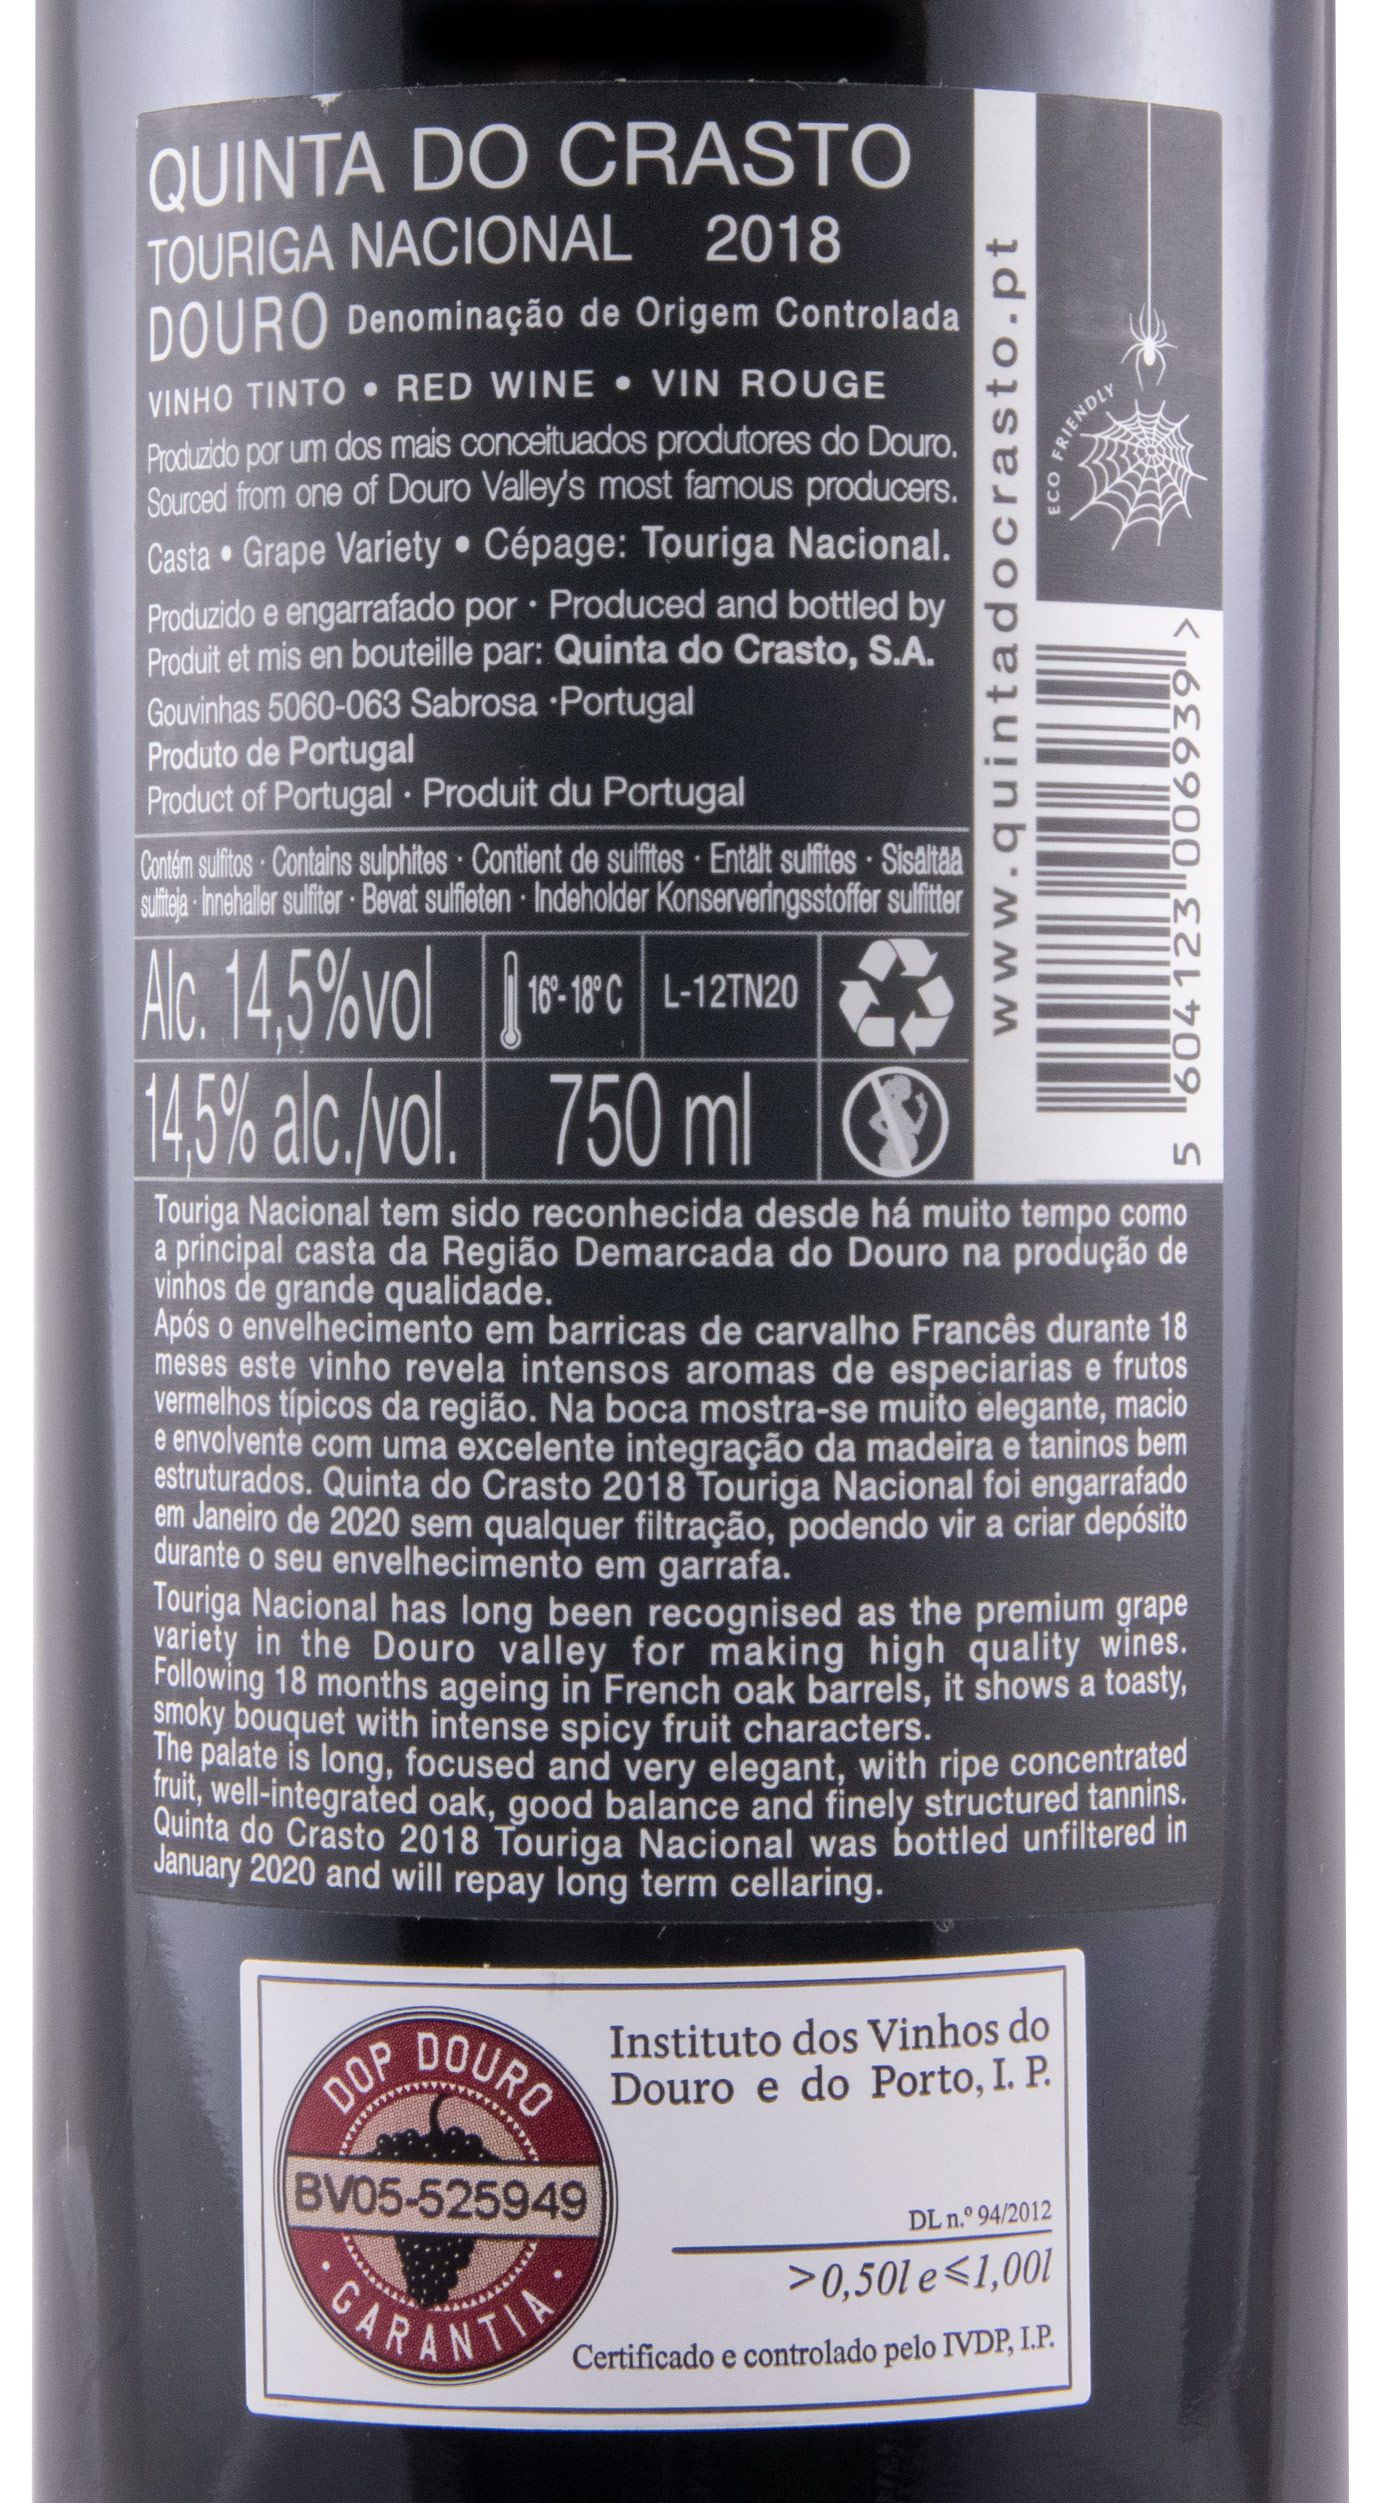 QUINTA DO CRASTO
TOURIGA NACIONAL 2018
DOURO Denominação de Origem Controlada
VINHO TINTO • RED WINE • VIN ROUGE
Produzido por um dos mais conceituados produtores do Douro.
Sourced from one of Douro Valley's most famous producers.
Casta • Grape Variety • Cépage: Touriga Nacional.
Produzido e engarrafado por · Produced and bottled by
Produit et mis en bouteille par: Quinta do Crasto, S.A.
Gouvinhas 5060-063 Sabrosa ·Portugal
Produto de Portugal
Product of Portugal · Produit du Portugal
Contém sulfitos · Contains sulphites · Contient de sulfites · Entält sulfites · Sisältää
sulfiteja · Innehaller sulfiter · Bevat sulfieten · Indeholder Konserveringsstoffer sulfitter
Alc. 14,5%vol
16º-18º C
L-12TN20
14,5% alc./vol.
750 ml
www.quintadocrasto.pt
ECO FRIENDLY
5 604123 006939 >
Touriga Nacional tem sido reconhecida desde há muito tempo como
a principal casta da Região Demarcada do Douro na produção de
vinhos de grande qualidade.
Após o envelhecimento em barricas de carvalho Francês durante 18
meses este vinho revela intensos aromas de especiarias e frutos
vermelhos típicos da região. Na boca mostra-se muito elegante, macio
e envolvente com uma excelente integração da madeira e taninos bem
estruturados. Quinta do Crasto 2018 Touriga Nacional foi engarrafado
em Janeiro de 2020 sem qualquer filtração, podendo vir a criar depósito
durante o seu envelhecimento em garrafa.
Touriga Nacional has long been recognised as the premium grape
variety in the Douro valley for making high quality wines.
Following 18 months ageing in French oak barrels, it shows a toasty,
smoky bouquet with intense spicy fruit characters.
The palate is long, focused and very elegant, with ripe concentrated
fruit, well-integrated oak, good balance and finely structured tannins.
Quinta do Crasto 2018 Touriga Nacional was bottled unfiltered in
January 2020 and will repay long term cellaring.
DOP DOURO
BV05-525949
• GARANTIA •
Instituto dos Vinhos do
Douro e do Porto, I. P.
DL n.º 94/2012
>0,50l e ≤1,00l
Certificado e controlado pelo IVDP, I.P.